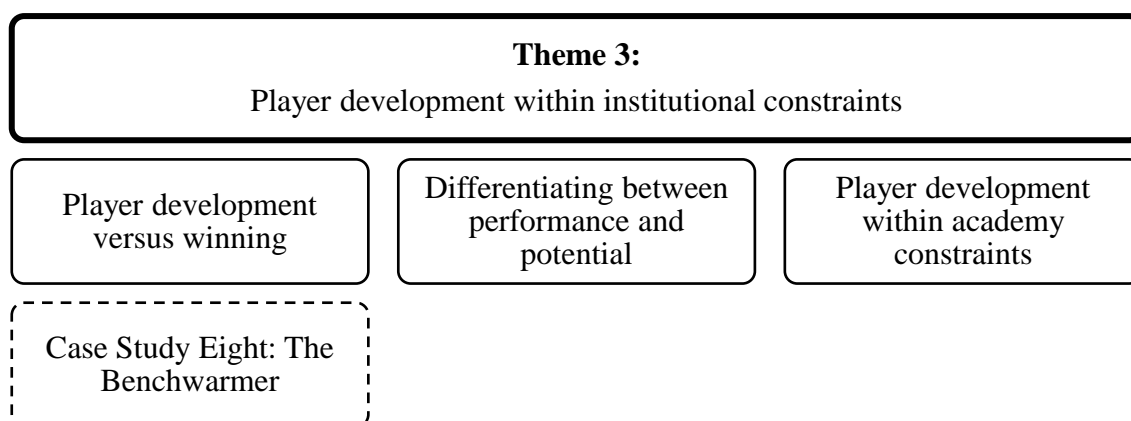 Theme 3:
Player development within institutional constraints
Player development
versus winning
Differentiating between
performance and
potential
Player development
within academy
constraints
Case Study Eight: The
Benchwarmer